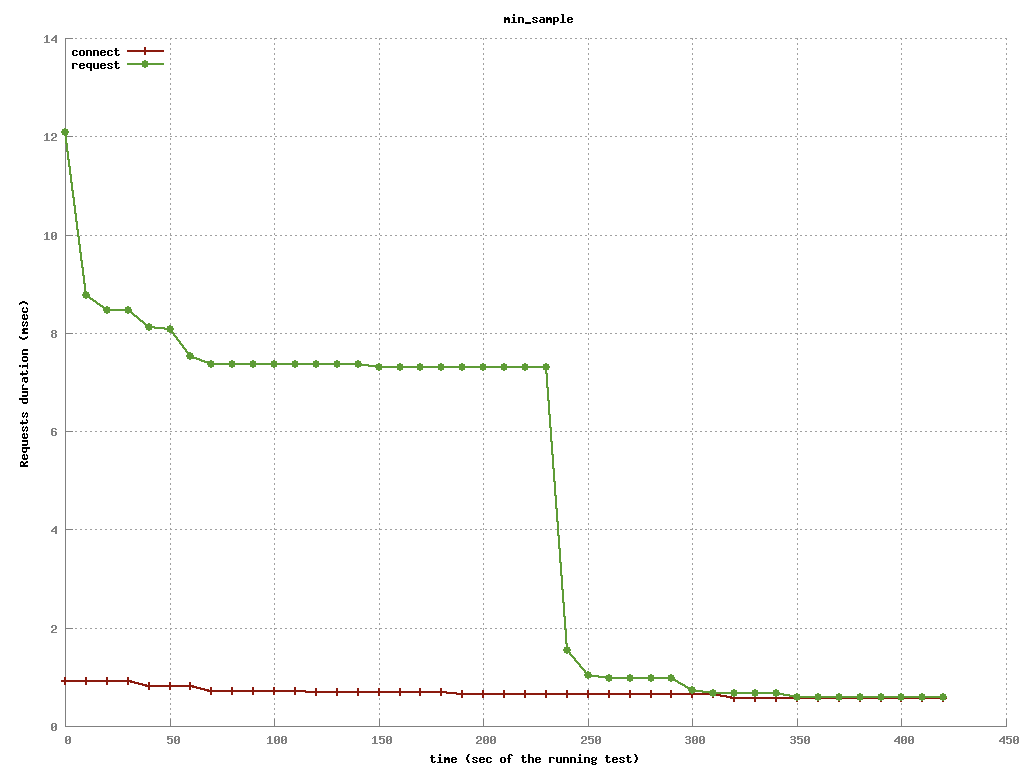 min_sample
14
connect
request
12
10
8
6
4
2
0
Requests duration (msec)
0 50 100 150 200 250 300 350 400 450
time (sec of the running test)